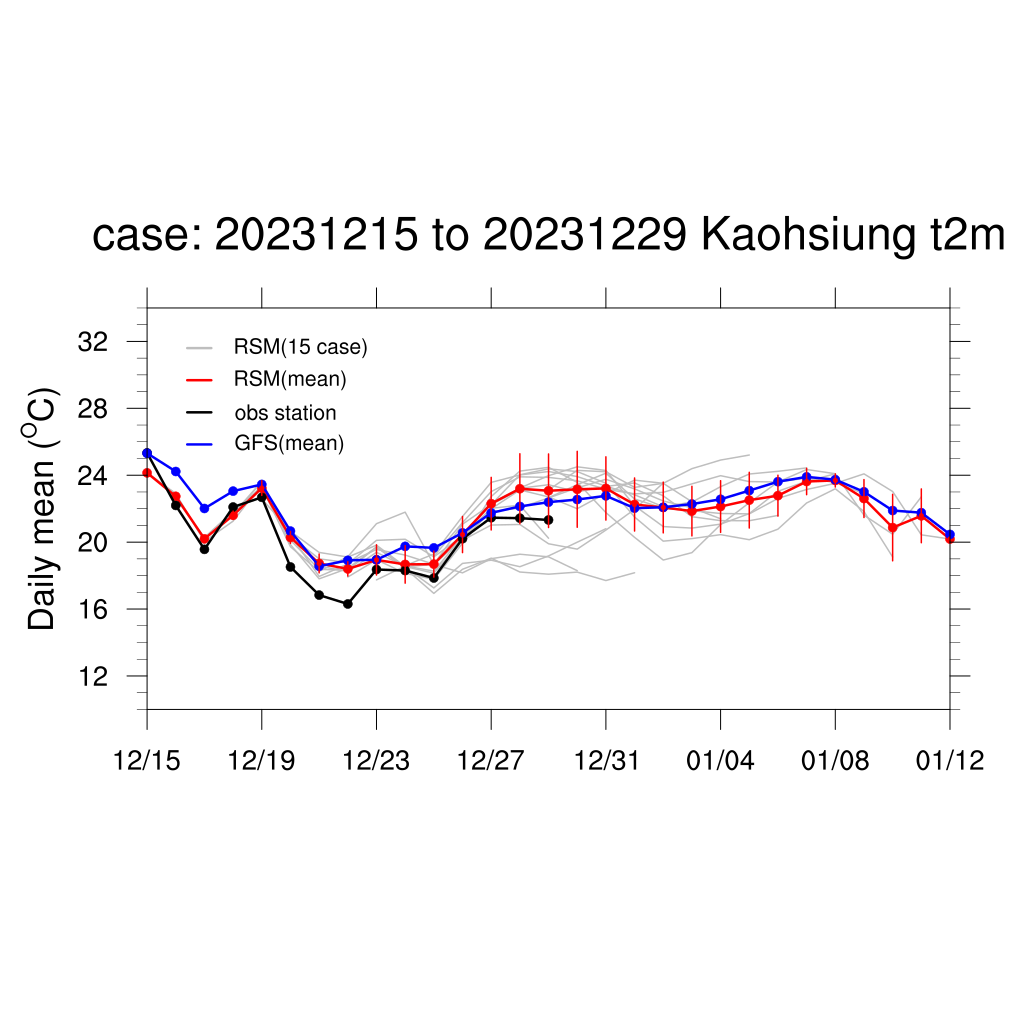 case: 20231215 to 20231229 Kaohsiung t2m
Daily mean (°C)
32
28
24
20
16
12
RSM(15 case)
RSM(mean)
obs station
GFS(mean)
12/15 12/19 12/23 12/27 12/31 01/04 01/08 01/12